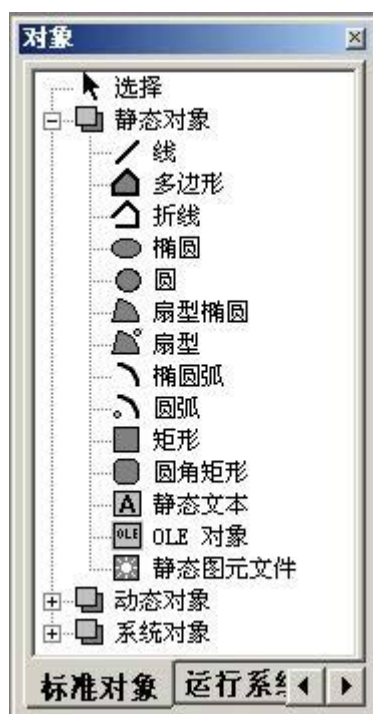 对象
选择
静态对象
线
多边形
折线
椭圆
圆
扇型椭圆
扇型
椭圆弧
圆弧
矩形
圆角矩形
A 静态文本
OLE OLE 对象
静态图元文件
动态对象
系统对象
标准对象 运行系